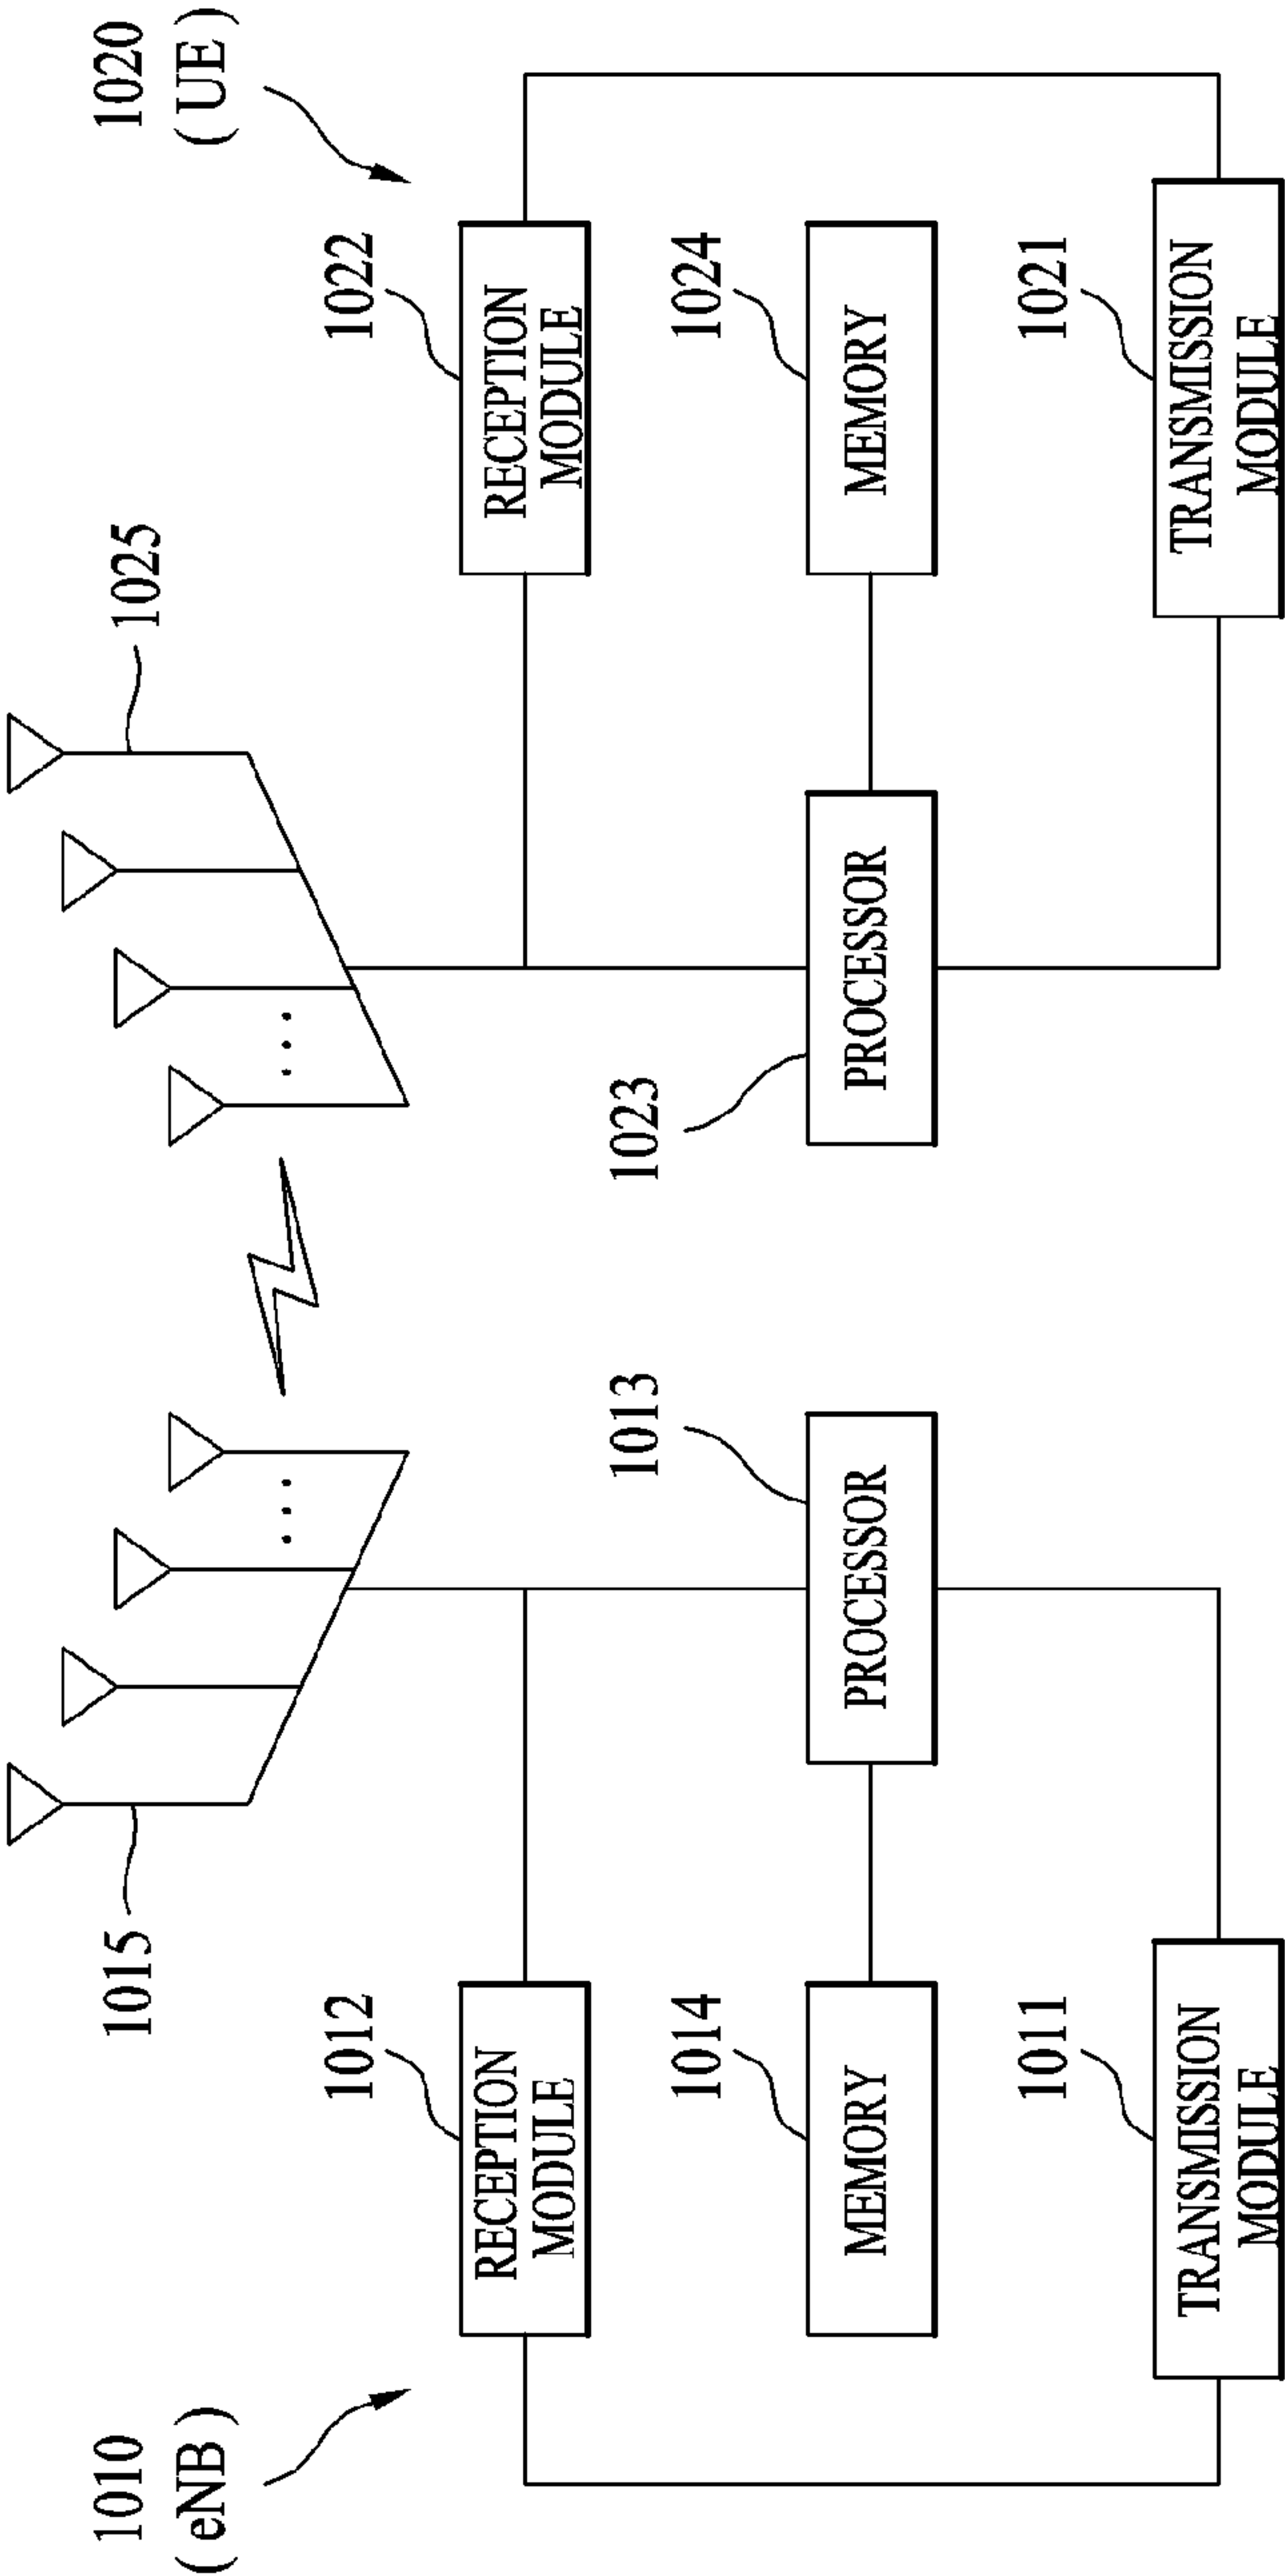 1010
( eNB )
1015
1012
RECEPTION
MODULE
1014
MEMORY
1011
TRANSMISSION
MODULE
1013
PROCESSOR
1020
( UE )
1025
1022
RECEPTION
MODULE
1023
PROCESSOR
1024
MEMORY
1021
TRANSMISSION
MODULE